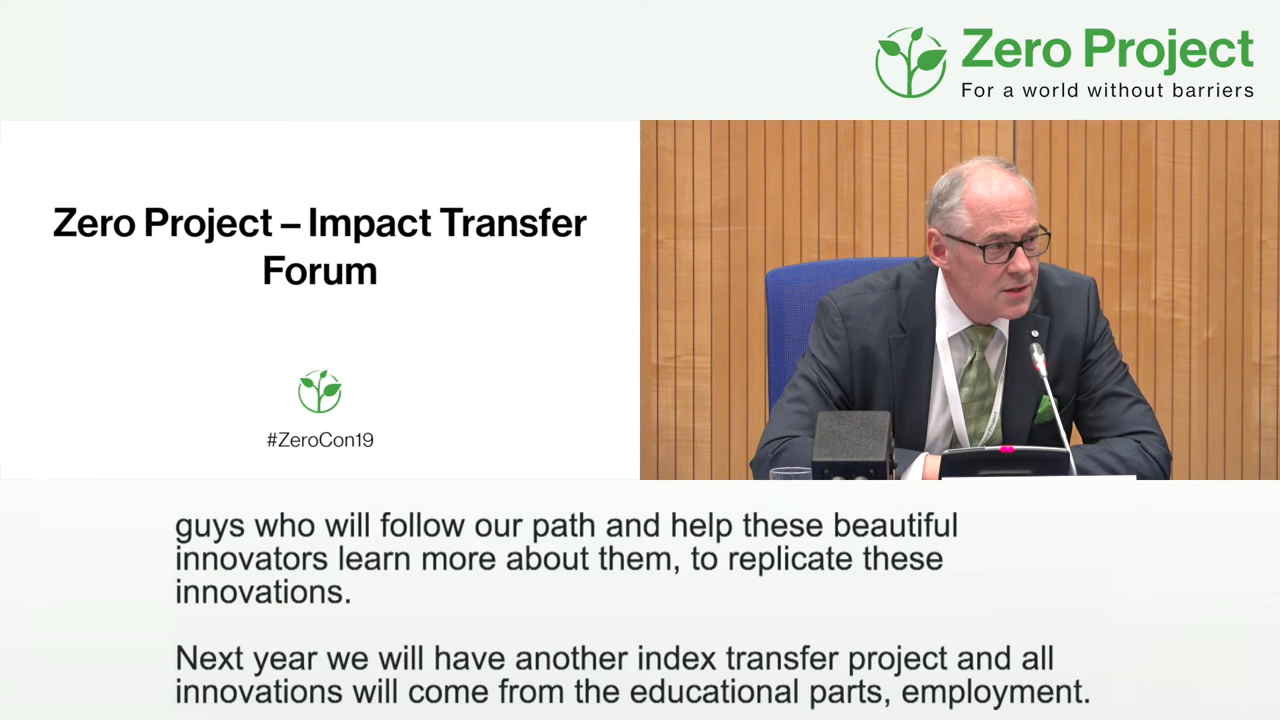 Zero Project
For a world without barriers
Zero Project – Impact Transfer
Forum
#ZeroCon19
guys who will follow our path and help these beautiful
innovators learn more about them, to replicate these
innovations.
Next year we will have another index transfer project and all
innovations will come from the educational parts, employment.